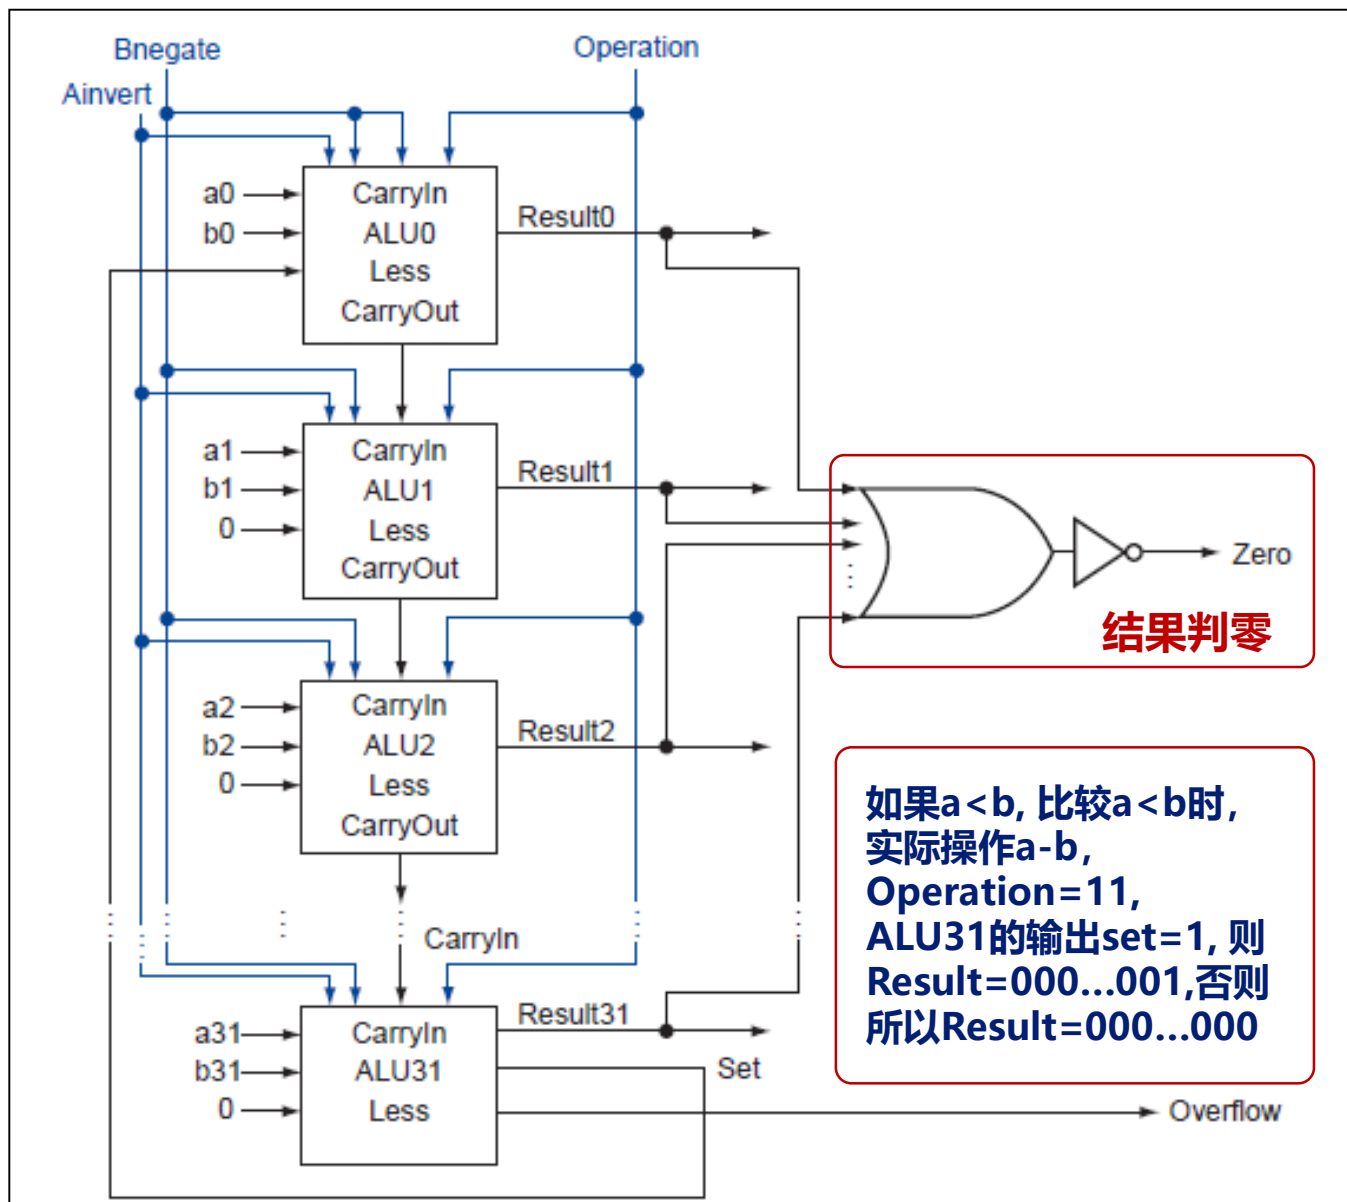 Bnegate
Operation
Ainvert
a0
b0
CarryIn
ALU0
Less
CarryOut
Result0
a1
b1
0
CarryIn
ALU1
Less
CarryOut
Result1
Zero
结果判零
a2
b2
0
CarryIn
ALU2
Less
CarryOut
Result2
如果a<b, 比较a<b时,
实际操作a-b,
Operation=11,
ALU31的输出set=1, 则
Result=000...001,否则
所以Result=000...000
CarryIn
a31
b31
0
CarryIn
ALU31
Less
Result31
Set
Overflow